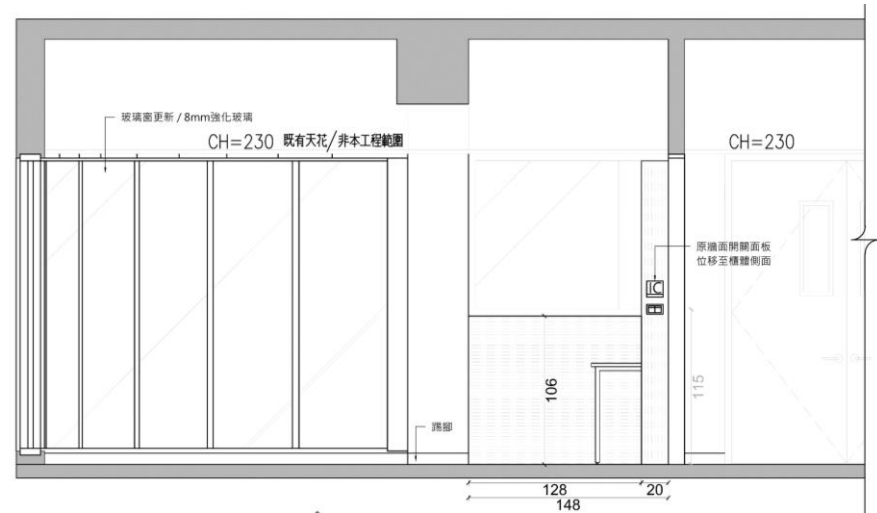 玻璃窗更新 / 8mm強化玻璃
CH=230 既有天花/非本工程範圍
CH=230
原牆面開關面板
位移至櫃體側面
106
115
踢腳
128
20
148